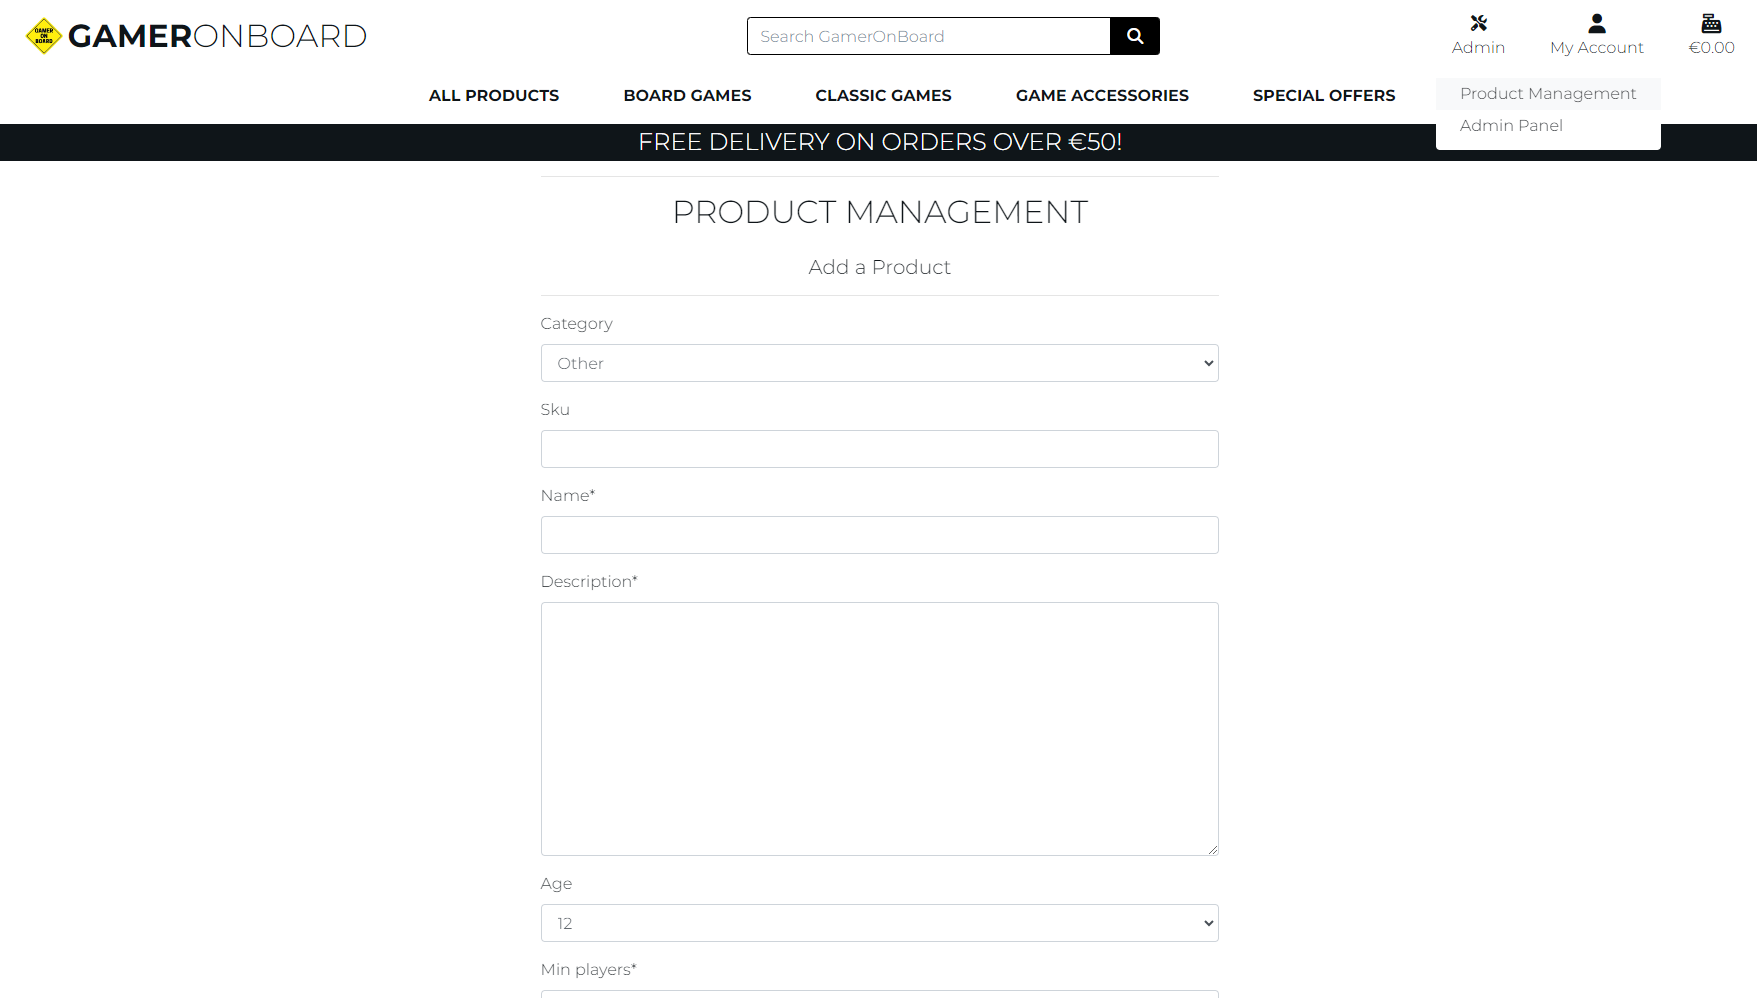 GAMER ON BOARD
GAMERONBOARD
Search GamerOnBoard
Admin
My Account
€0.00
ALL PRODUCTS
BOARD GAMES
CLASSIC GAMES
GAME ACCESSORIES
SPECIAL OFFERS
Product Management
Admin Panel
FREE DELIVERY ON ORDERS OVER €50!
PRODUCT MANAGEMENT
Add a Product
Category
Other
Sku
Name*
Description*
Age
12
Min players*